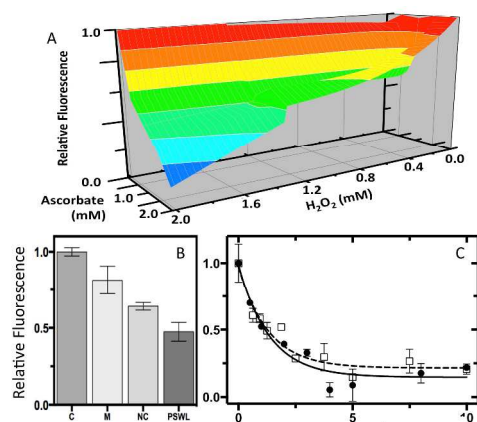 A
Relative Fluorescence
1.0
0.0
Ascorbate
(mM)
1.0
2.0
2.0
1.6
1.2
0.8
0.4
0.0
H₂O₂ (mM)
B
Relative Fluorescence
1.0
0.5
0.0
C
M
NC
PSWL
C
1.0
0.5
0.0
0
5
10